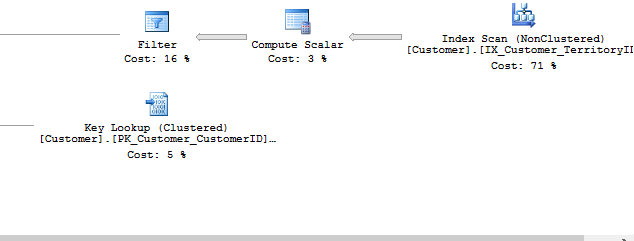 Filter
Cost: 16 %
Compute Scalar
Cost: 3 %
Index Scan (NonClustered)
[Customer].[IX_Customer_TerritoryID
Cost: 71 %
Key Lookup (Clustered)
[Customer].[PK_Customer_CustomerID]…
Cost: 5 %